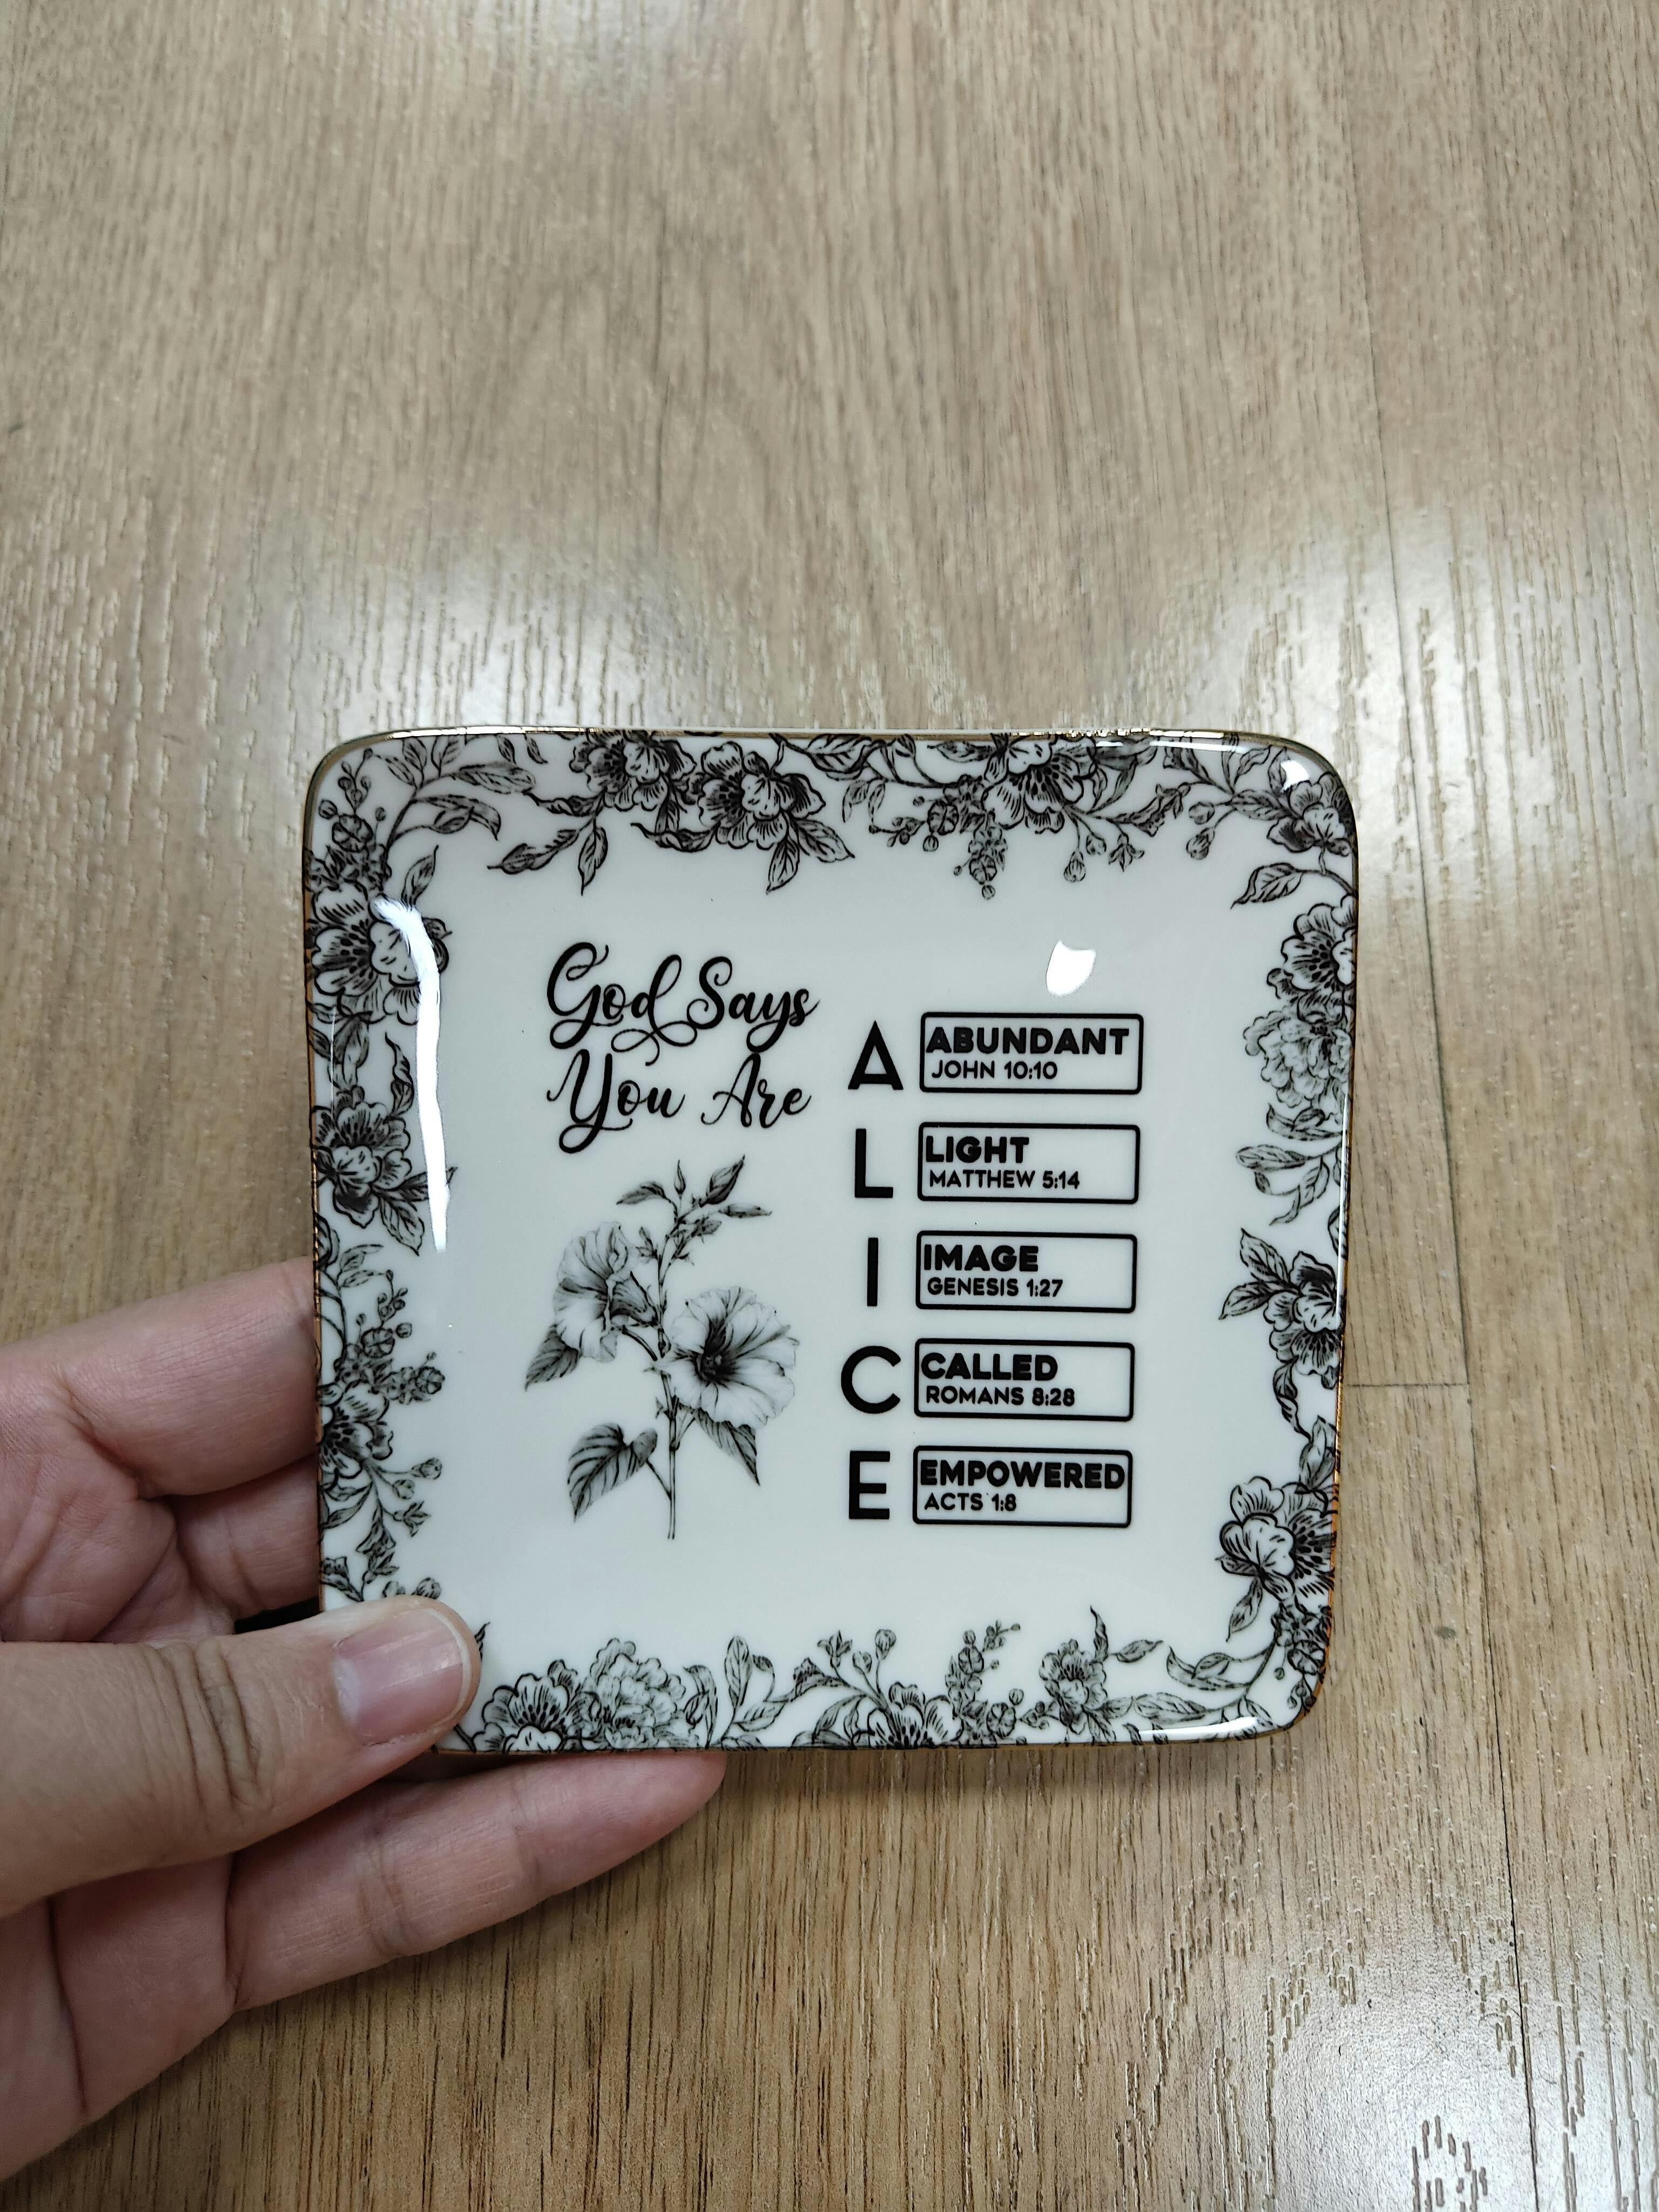 God Says
You Are
A ABUNDANT
JOHN 10:10
L LIGHT
MATTHEW 5:14
I IMAGE
GENESIS 1:27
C CALLED
ROMANS 8:28
E EMPOWERED
ACTS 1:8